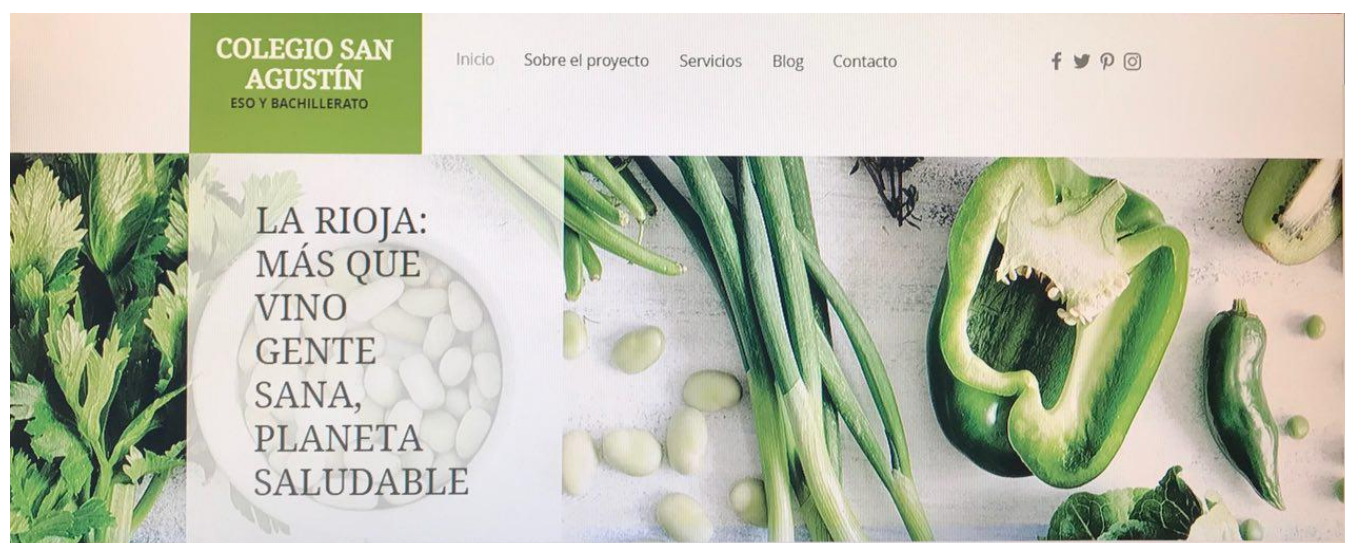 COLEGIO SAN
AGUSTÍN
ESO Y BACHILLERATO
Inicio Sobre el proyecto Servicios Blog Contacto
LA RIOJA:
MÁS QUE
VINO
GENTE
SANA,
PLANETA
SALUDABLE